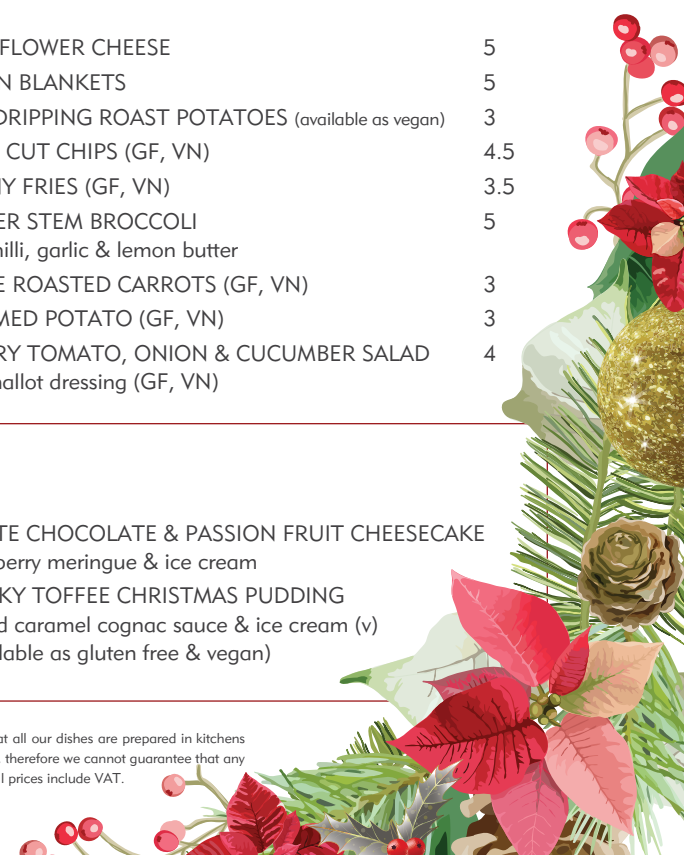 FLOWER CHEESE 5
N BLANKETS 5
DRIPPING ROAST POTATOES (available as vegan) 3
CUT CHIPS (GF, VN) 4.5
Y FRIES (GF, VN) 3.5
ER STEM BROCCOLI 5
illi, garlic & lemon butter
E ROASTED CARROTS (GF, VN) 3
MED POTATO (GF, VN) 3
RY TOMATO, ONION & CUCUMBER SALAD 4
allot dressing (GF, VN)
TE CHOCOLATE & PASSION FRUIT CHEESECAKE
berry meringue & ice cream
KY TOFFEE CHRISTMAS PUDDING
d caramel cognac sauce & ice cream (v)
lable as gluten free & vegan)
at all our dishes are prepared in kitchens
therefore we cannot guarantee that any
l prices include VAT.